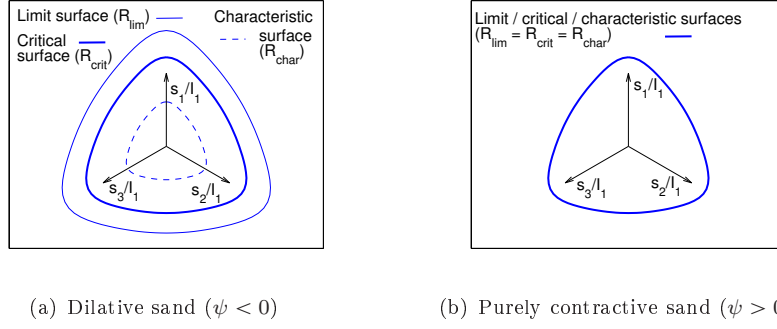 Limit surface (R_lim)
Critical
surface (R_crit)
Characteristic
surface
(R_char)
s_1/I_1
s_3/I_1
s_2/I_1
Limit / critical / characteristic surfaces
(R_lim = R_crit = R_char)
s_1/I_1
s_3/I_1
s_2/I_1
(a) Dilative sand (ψ < 0)
(b) Purely contractive sand (ψ > 0